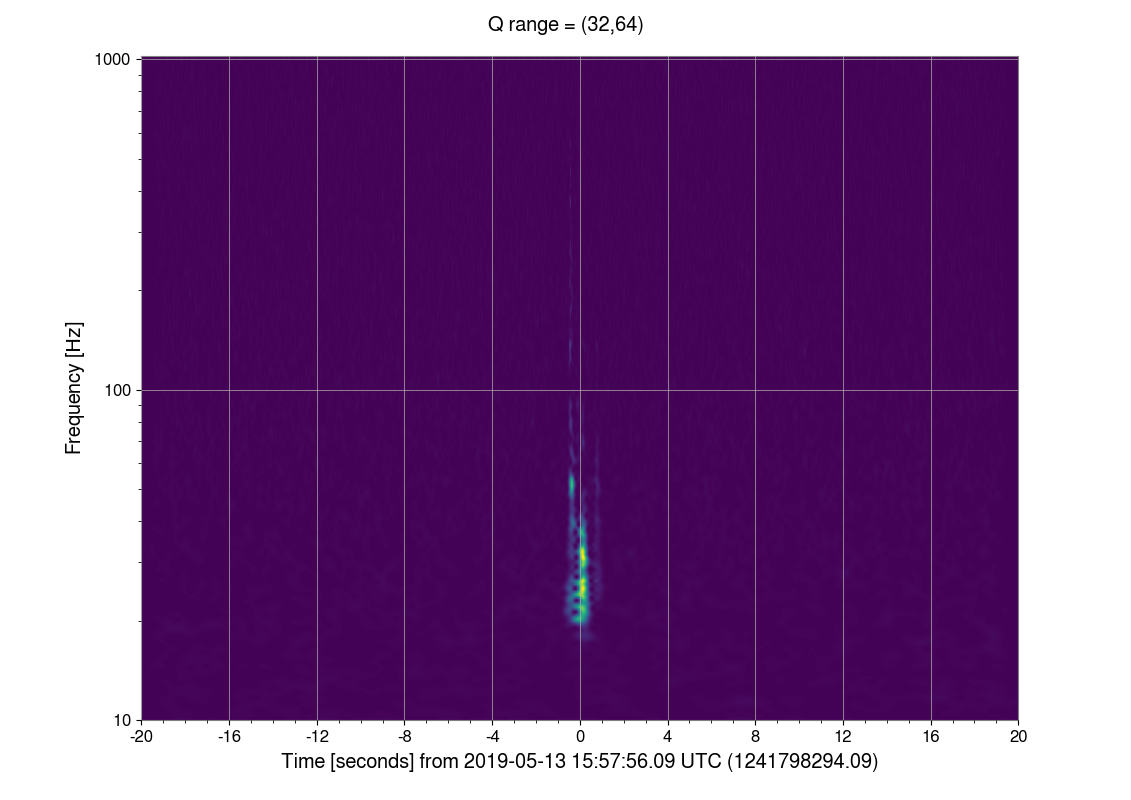 Q range = (32,64)
1000
100
10
Frequency [Hz]
-20 -16 -12 -8 -4 0 4 8 12 16 20
Time [seconds] from 2019-05-13 15:57:56.09 UTC (1241798294.09)